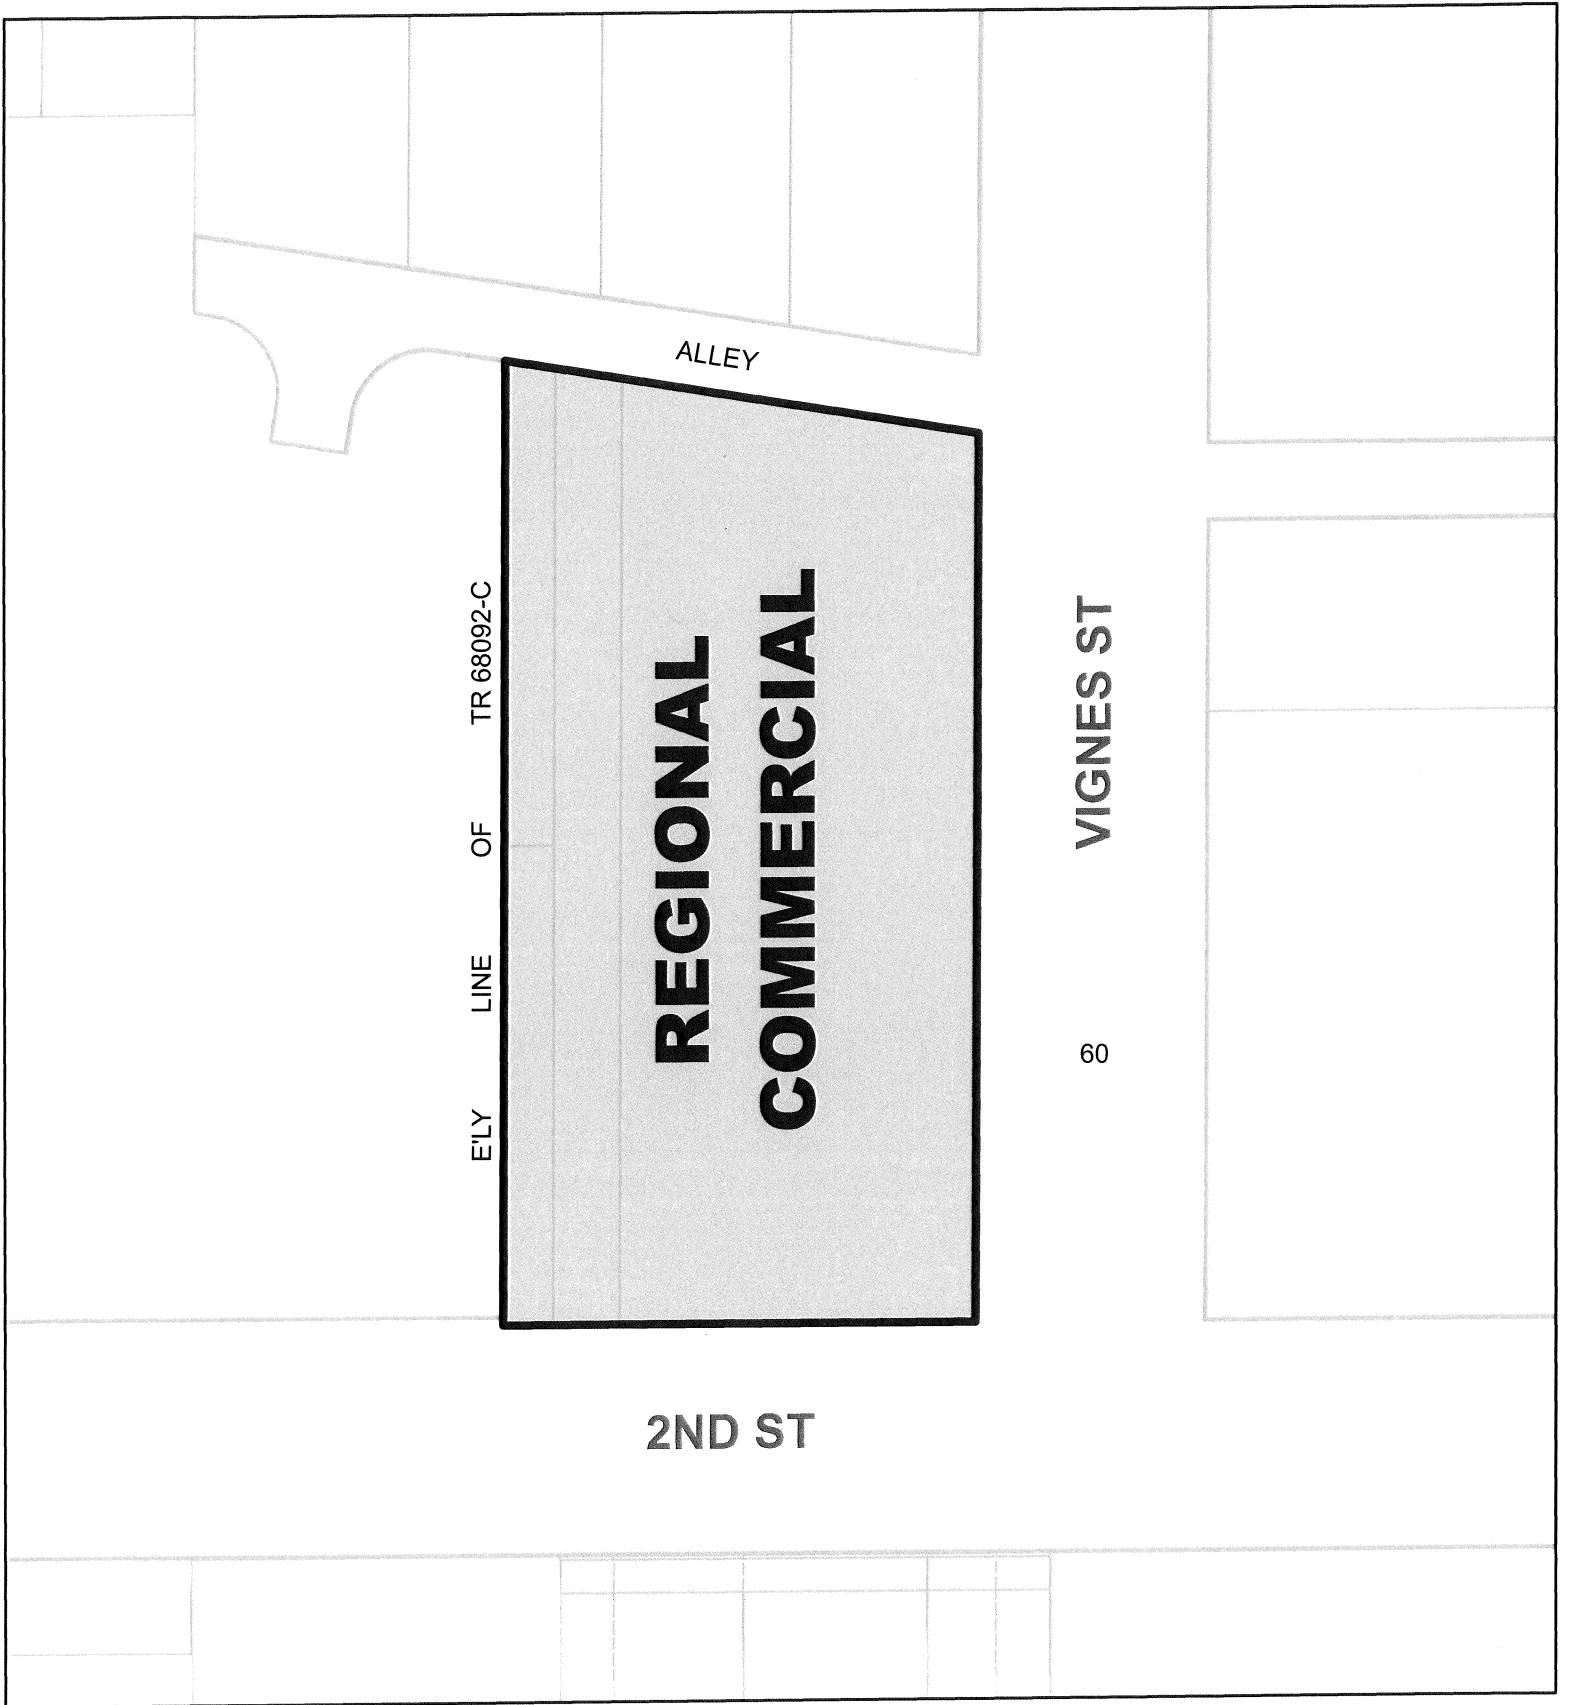 ALLEY
E'LY LINE OF TR 68092-C
REGIONAL
COMMERCIAL
VIGNES ST
60
2ND ST